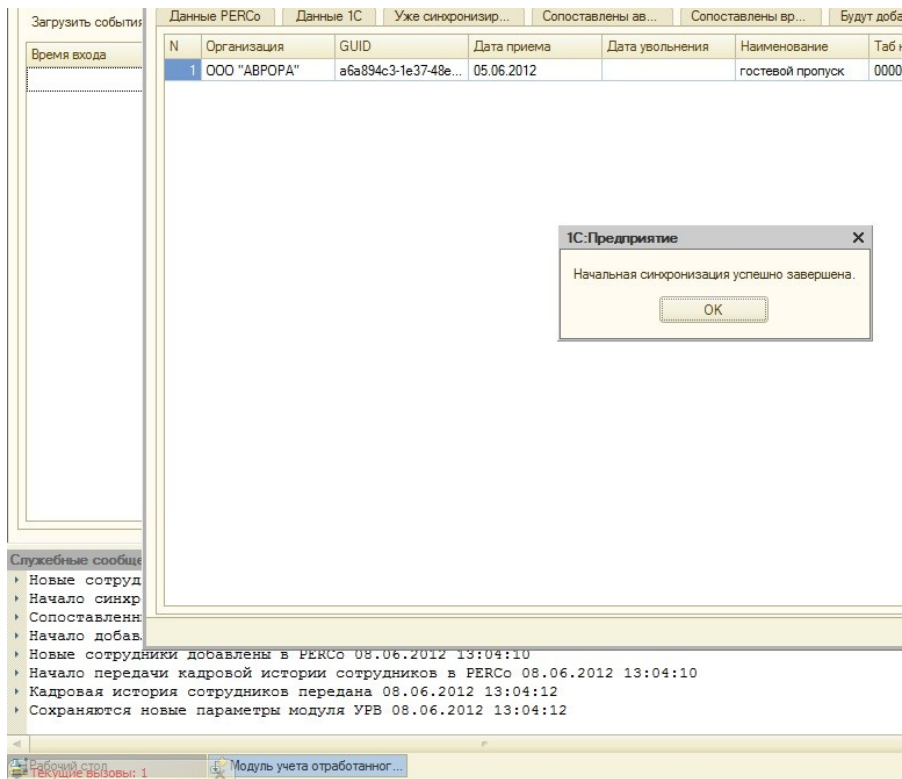 Загрузить события
Данные PERCo Данные 1С Уже синхронизир... Сопоставлены ав... Сопоставлены вр... Будут доба
Время входа
N Организация GUID Дата приема Дата увольнения Наименование Таб
1 ООО "АВРОРА" a6a894c3-1e37-48e... 05.06.2012 гостевой пропуск 0000
1С:Предприятие
Начальная синхронизация успешно завершена.
OK
Служебные сообще
Новые сотруд
Начало синхр
Сопоставленн
Начало добав
Новые сотрудники добавлены в PERCo 08.06.2012 13:04:10
Начало передачи кадровой истории сотрудников в PERCo 08.06.2012 13:04:10
Кадровая история сотрудников передана 08.06.2012 13:04:12
Сохраняются новые параметры модуля УРВ 08.06.2012 13:04:12
Рабочий стол Модуль учета отработанног...
Текущие вызовы: 1